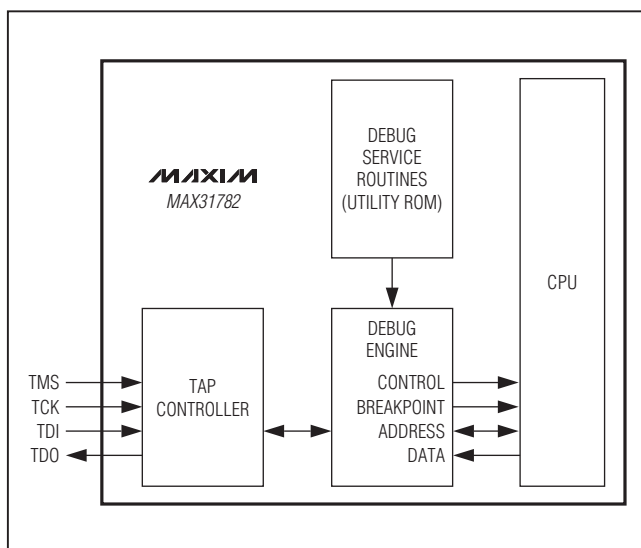 MAXIM
MAX31782
DEBUG
SERVICE
ROUTINES
(UTILITY ROM)
CPU
TAP
CONTROLLER
DEBUG
ENGINE
CONTROL
BREAKPOINT
ADDRESS
DATA
TMS
TCK
TDI
TDO